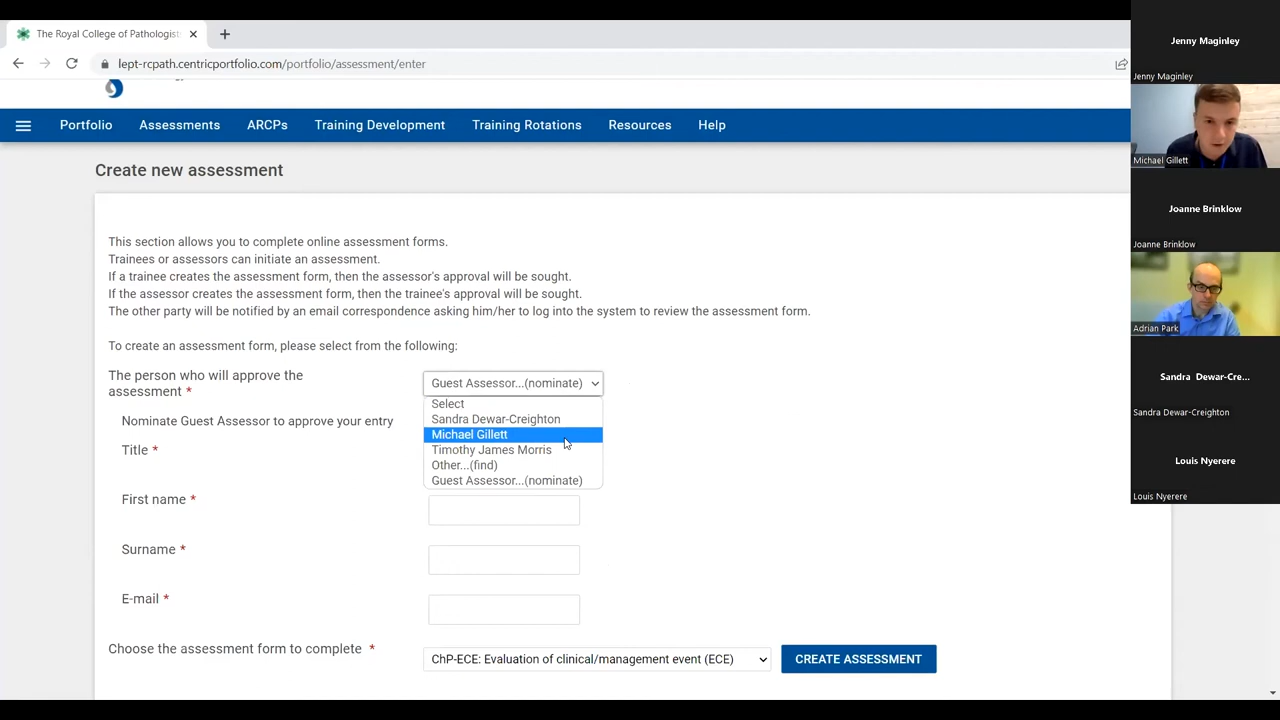 The Royal College of Pathologist
lept-rcpath.centricportfolio.com/portfolio/assessment/enter
Portfolio Assessments ARCPs Training Development Training Rotations Resources Help
Create new assessment
This section allows you to complete online assessment forms.
Trainees or assessors can initiate an assessment.
If a trainee creates the assessment form, then the assessor's approval will be sought.
If the assessor creates the assessment form, then the trainee's approval will be sought.
The other party will be notified by an email correspondence asking him/her to log into the system to review the assessment form.
To create an assessment form, please select from the following:
The person who will approve the
assessment *
Guest Assessor...(nominate)
Select
Sandra Dewar-Creighton
Michael Gillett
Timothy James Morris
Other...(find)
Guest Assessor...(nominate)
Nominate Guest Assessor to approve your entry
Title *
First name *
Surname *
E-mail *
Choose the assessment form to complete *
ChP-ECE: Evaluation of clinical/management event (ECE)
CREATE ASSESSMENT
Jenny Maginley
Jenny Maginley
Michael Gillett
Joanne Brinklow
Joanne Brinklow
Adrian Park
Sandra Dewar-Cre...
Sandra Dewar-Creighton
Louis Nyerere
Louis Nyerere